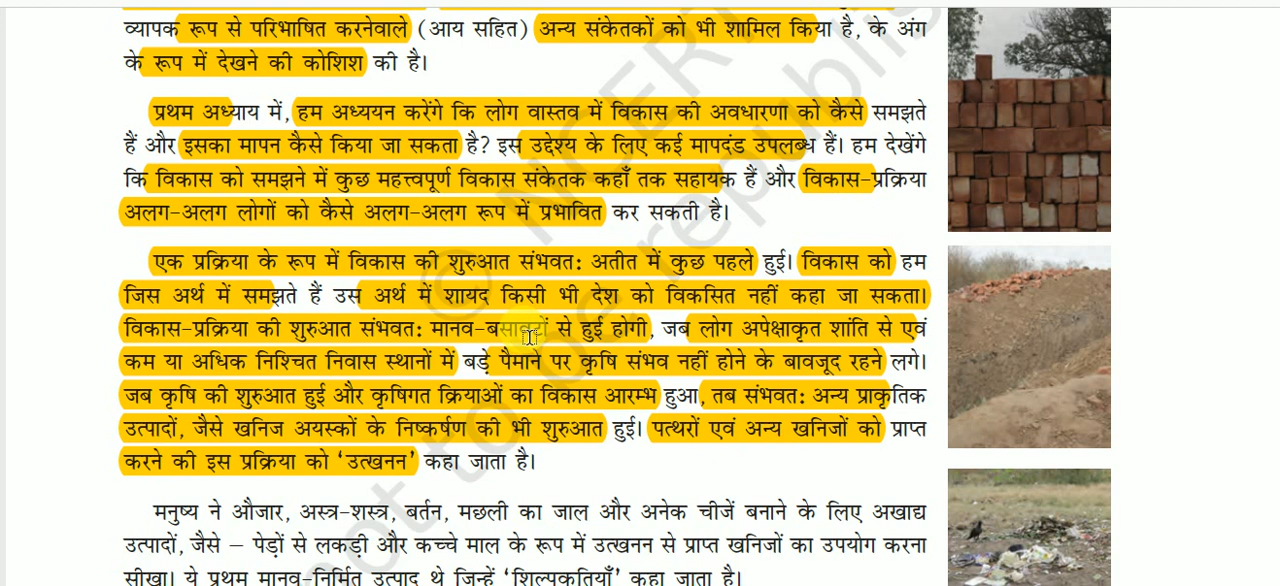 व्यापक रूप से परिभाषित करनेवाले (आय सहित) अन्य संकेतकों को भी शामिल किया है, के अंग
के रूप में देखने की कोशिश की है।
प्रथम अध्याय में, हम अध्ययन करेंगे कि लोग वास्तव में विकास की अवधारणा को कैसे समझते
हैं और इसका मापन कैसे किया जा सकता है? इस उद्देश्य के लिए कई मापदंड उपलब्ध हैं। हम देखेंगे
कि विकास को समझने में कुछ महत्त्वपूर्ण विकास संकेतक कहाँ तक सहायक हैं और विकास-प्रक्रिया
अलग-अलग लोगों को कैसे अलग-अलग रूप में प्रभावित कर सकती है।
एक प्रक्रिया के रूप में विकास की शुरुआत संभवत: अतीत में कुछ पहले हुई। विकास को हम
जिस अर्थ में समझते हैं उस अर्थ में शायद किसी भी देश को विकसित नहीं कहा जा सकता।
विकास-प्रक्रिया की शुरुआत संभवत: मानव-बसावटों से हुई होगी, जब लोग अपेक्षाकृत शांति से एवं
कम या अधिक निश्चित निवास स्थानों में बड़े पैमाने पर कृषि संभव नहीं होने के बावजूद रहने लगे।
जब कृषि की शुरुआत हुई और कृषिगत क्रियाओं का विकास आरम्भ हुआ, तब संभवत: अन्य प्राकृतिक
उत्पादों, जैसे खनिज अयस्कों के निष्कर्षण की भी शुरुआत हुई। पत्थरों एवं अन्य खनिजों को प्राप्त
करने की इस प्रक्रिया को ‘उत्खनन’ कहा जाता है।
मनुष्य ने औजार, अस्त्र-शस्त्र, बर्तन, मछली का जाल और अनेक चीजें बनाने के लिए अखाद्य
उत्पादों, जैसे – पेड़ों से लकड़ी और कच्चे माल के रूप में उत्खनन से प्राप्त खनिजों का उपयोग करना
सीखा। ये प्रथम मानव-निर्मित उत्पाद थे जिन्हें ‘शिल्पकृतियाँ’ कहा जाता है।
© NCERT
not to be republis